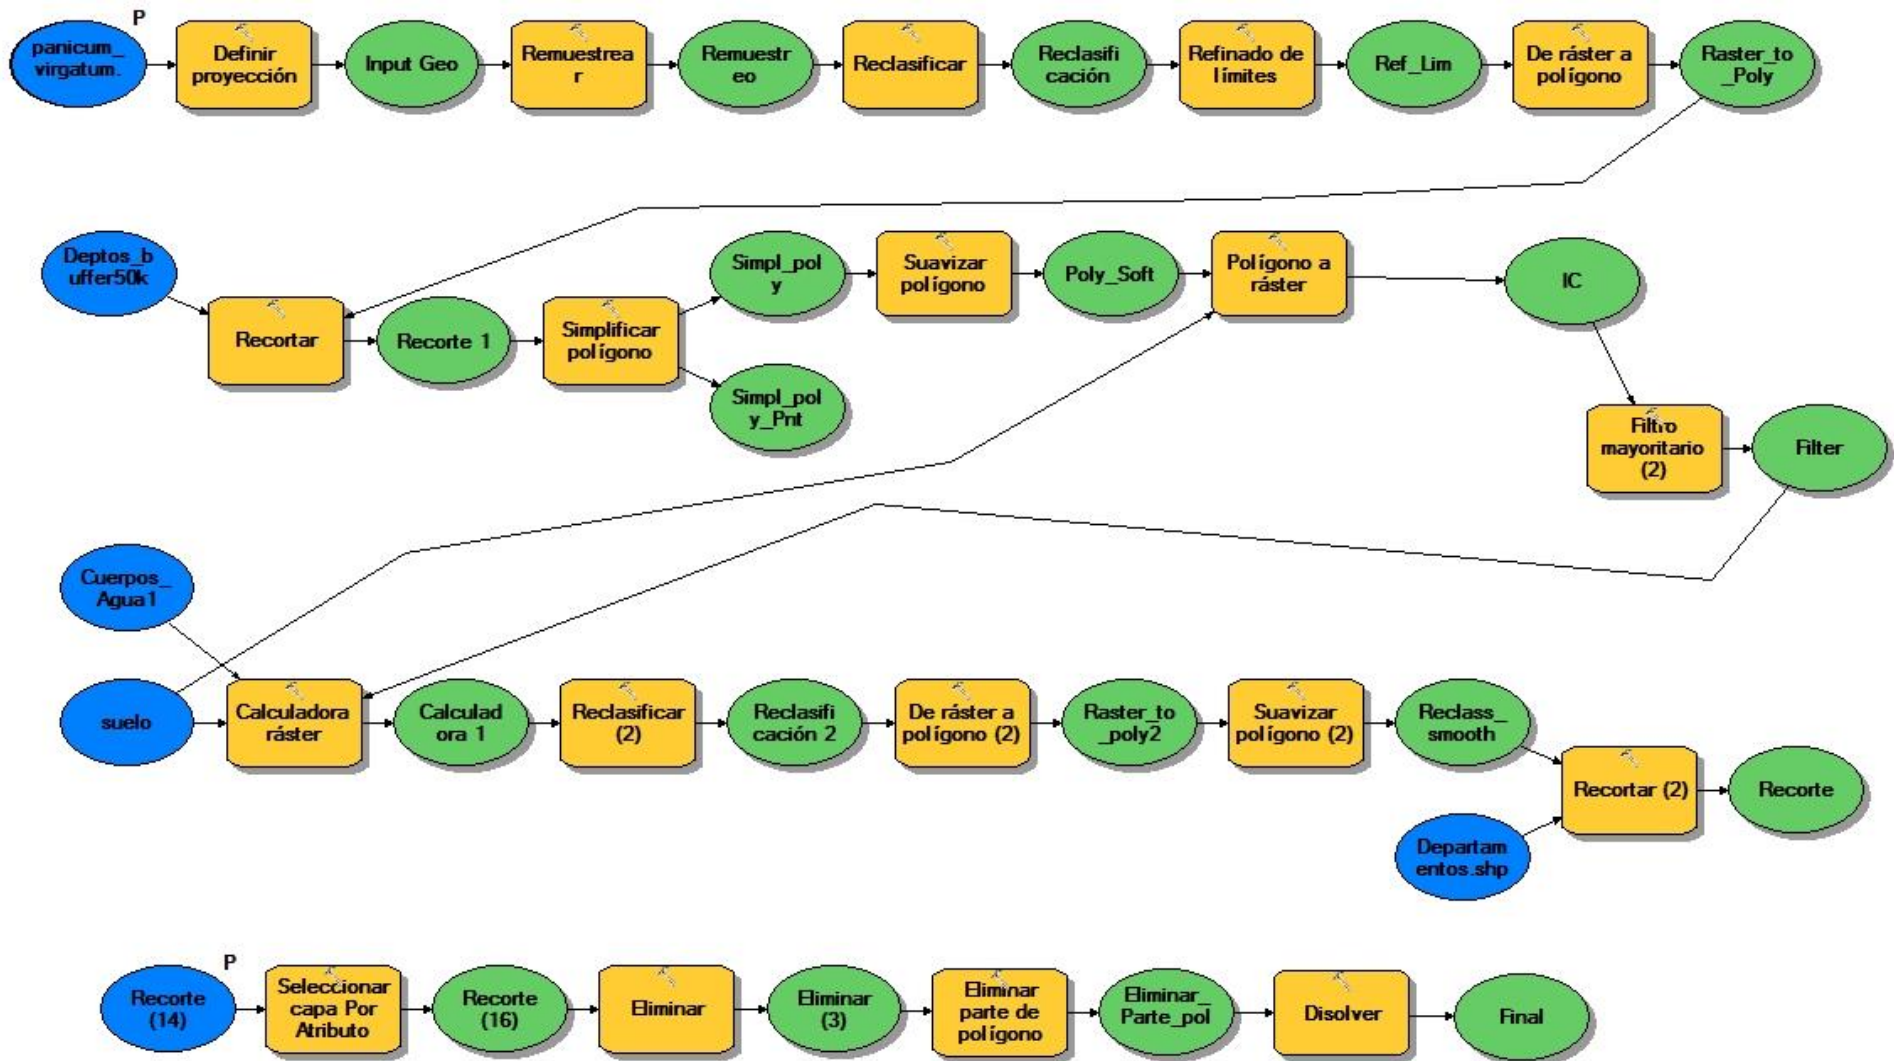 P
panicum_
virgatum.
Definir
proyección
Input Geo
Remuestrea
r
Remuestr
eo
Reclasificar
Reclasifi
cación
Refinado de
límites
Ref_Lim
De ráster a
polígono
Raster_to
_Poly
Deptos_b
uffer50k
Recortar
Recorte 1
Simplificar
polígono
Simpl_pol
y
Simpl_pol
y_Pnt
Suavizar
polígono
Poly_Soft
Polígono a
ráster
IC
Filtro
mayoritario
(2)
Filter
Cuerpos_
Agua1
suelo
Calculadora
ráster
Calculad
ora 1
Reclasificar
(2)
Reclasifi
cación 2
De ráster a
polígono (2)
Raster_to
_poly2
Suavizar
polígono (2)
Reclass_
smooth
Departam
entos.shp
Recortar (2)
Recorte
P
Recorte
(14)
Seleccionar
capa Por
Atributo
Recorte
(16)
Eliminar
Eliminar
(3)
Eliminar
parte de
polígono
Eliminar_
Parte_pol
Disolver
Final